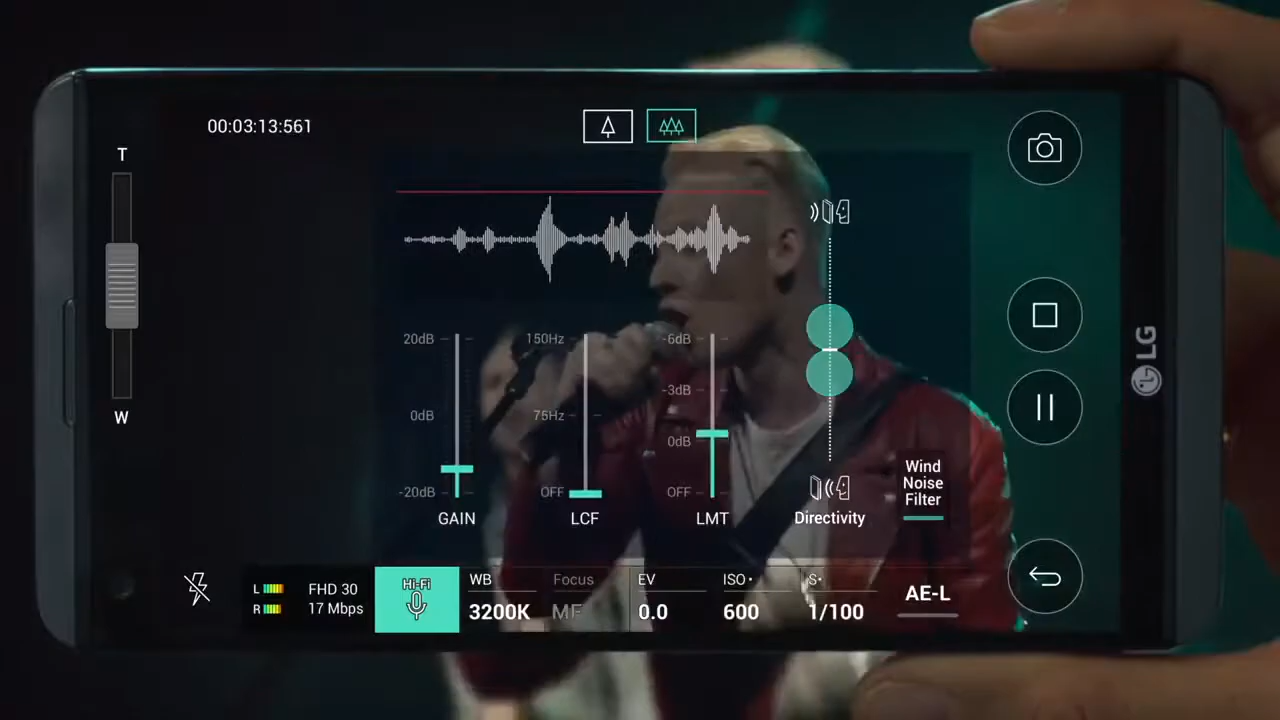 00:03:13:561
T
W
20dB
0dB
-20dB
GAIN
150Hz
75Hz
OFF
LCF
-6dB
-3dB
0dB
OFF
LMT
Directivity
Wind
Noise
Filter
LG
L
R
FHD 30
17 Mbps
Hi-Fi
WB
3200K
Focus
MF
EV
0.0
ISO•
600
S•
1/100
AE-L